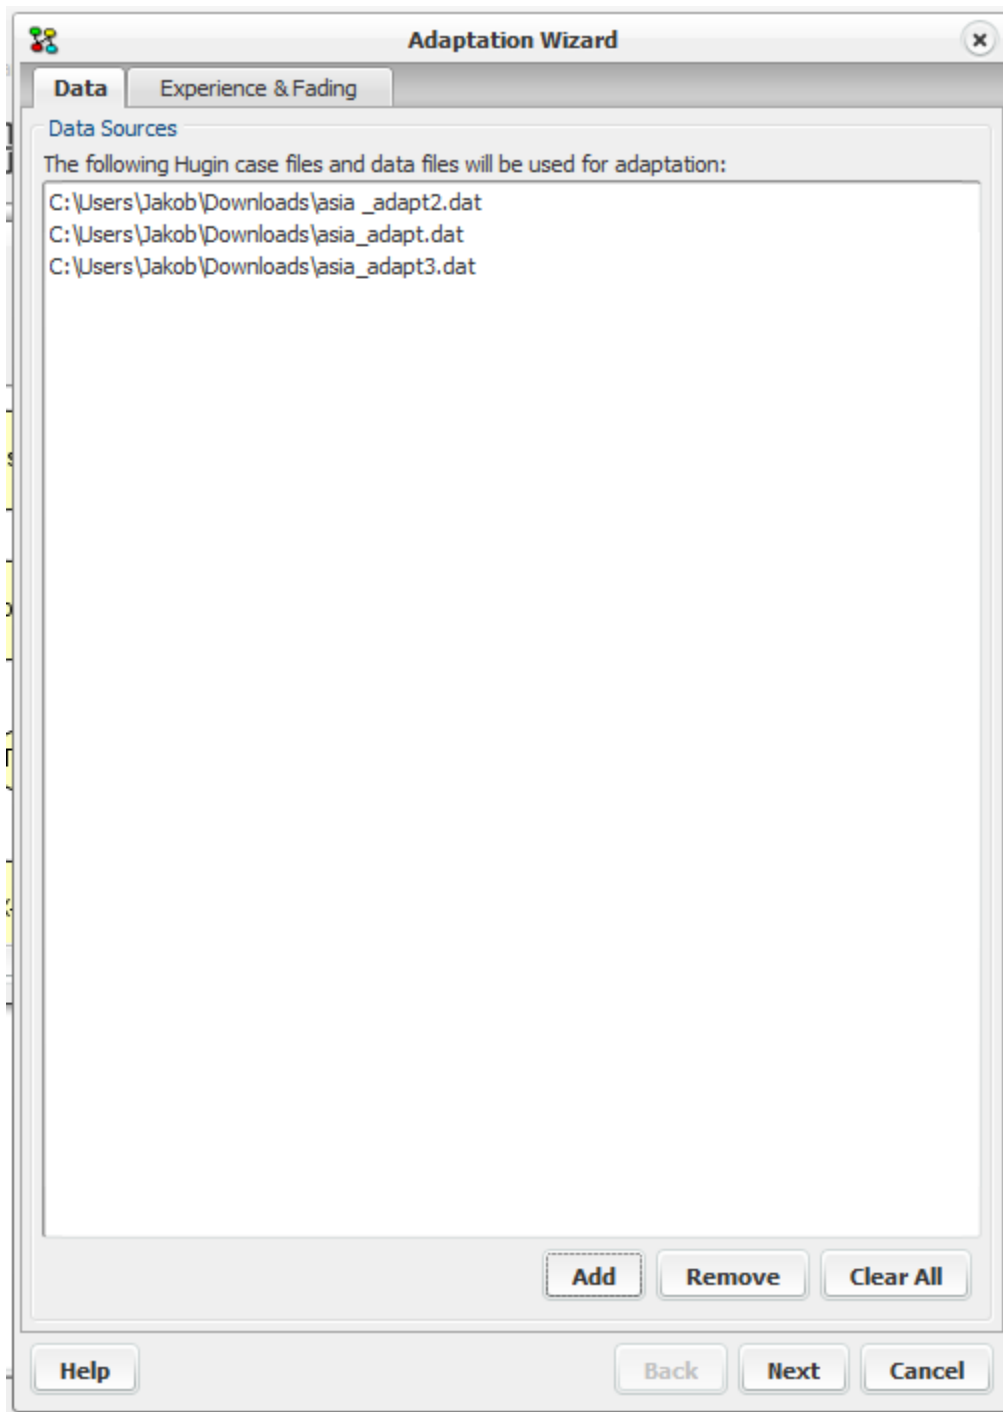 Adaptation Wizard
Data
Experience & Fading
Data Sources
The following Hugin case files and data files will be used for adaptation:
C:\Users\Jakob\Downloads\asia _adapt2.dat
C:\Users\Jakob\Downloads\asia_adapt.dat
C:\Users\Jakob\Downloads\asia_adapt3.dat
Add Remove Clear All
Help Back Next Cancel